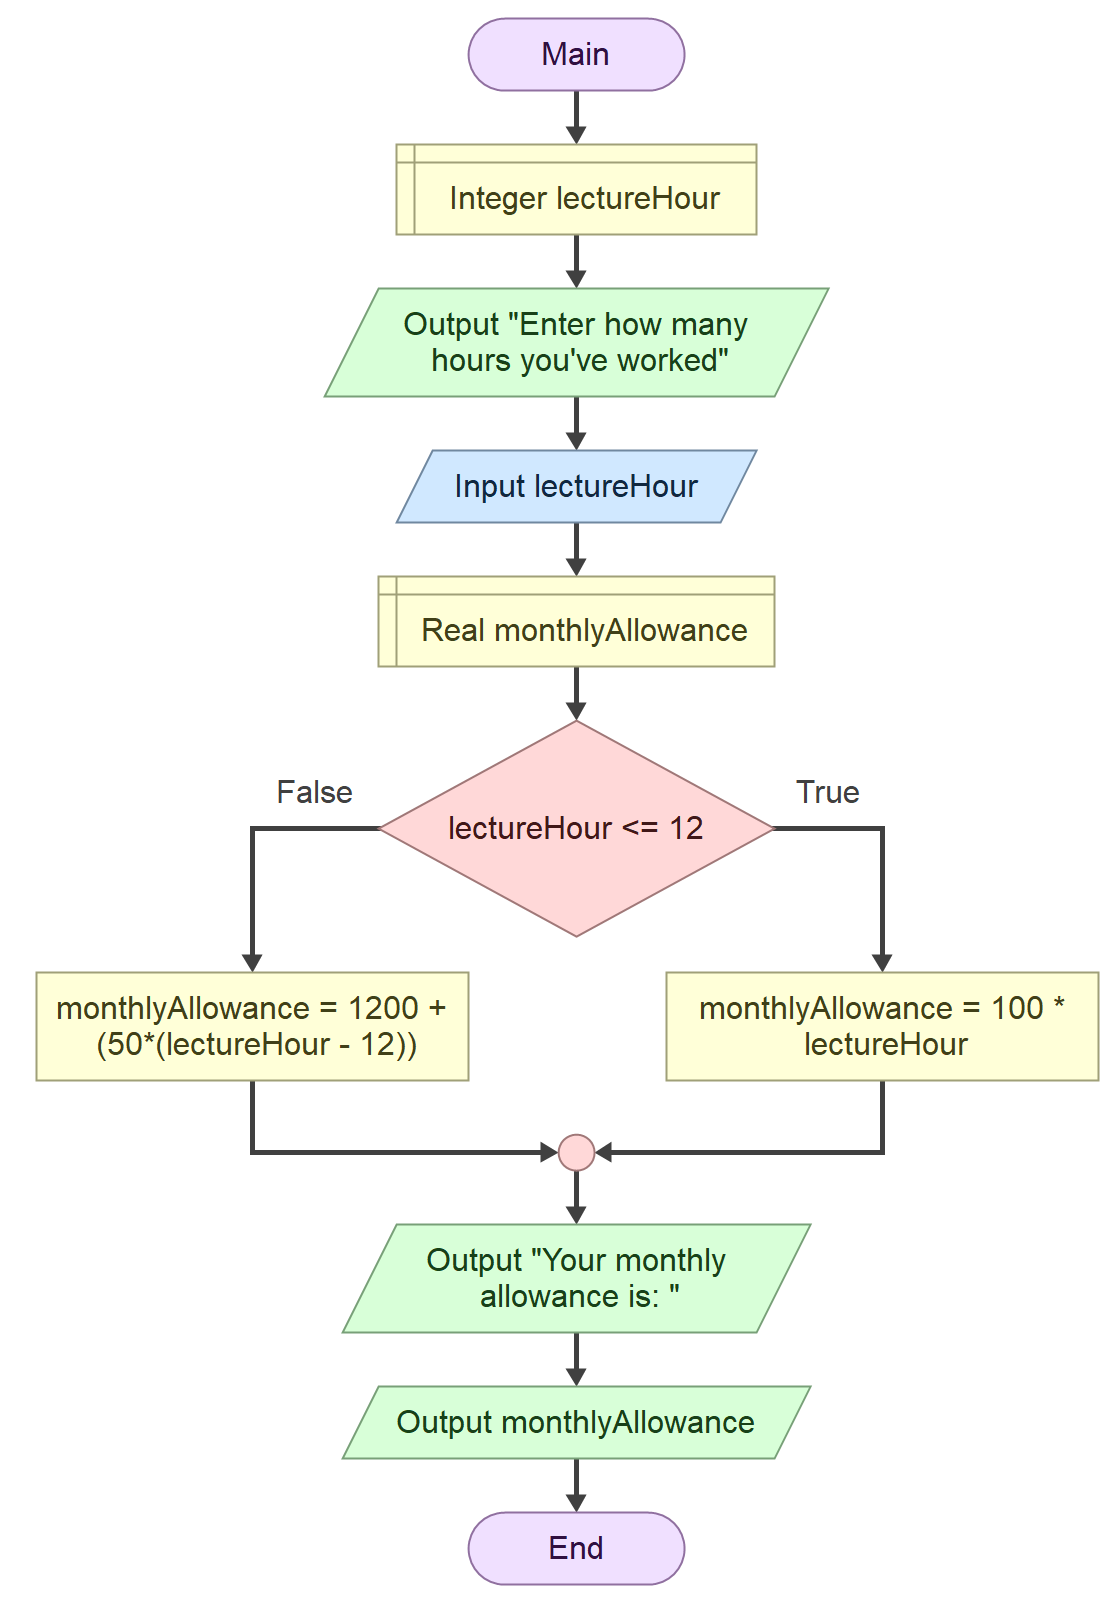 Main
Integer lectureHour
Output "Enter how many
hours you've worked"
Input lectureHour
Real monthlyAllowance
False
True
lectureHour <= 12
monthlyAllowance = 1200 +
(50*(lectureHour - 12))
monthlyAllowance = 100 *
lectureHour
Output "Your monthly
allowance is: "
Output monthlyAllowance
End